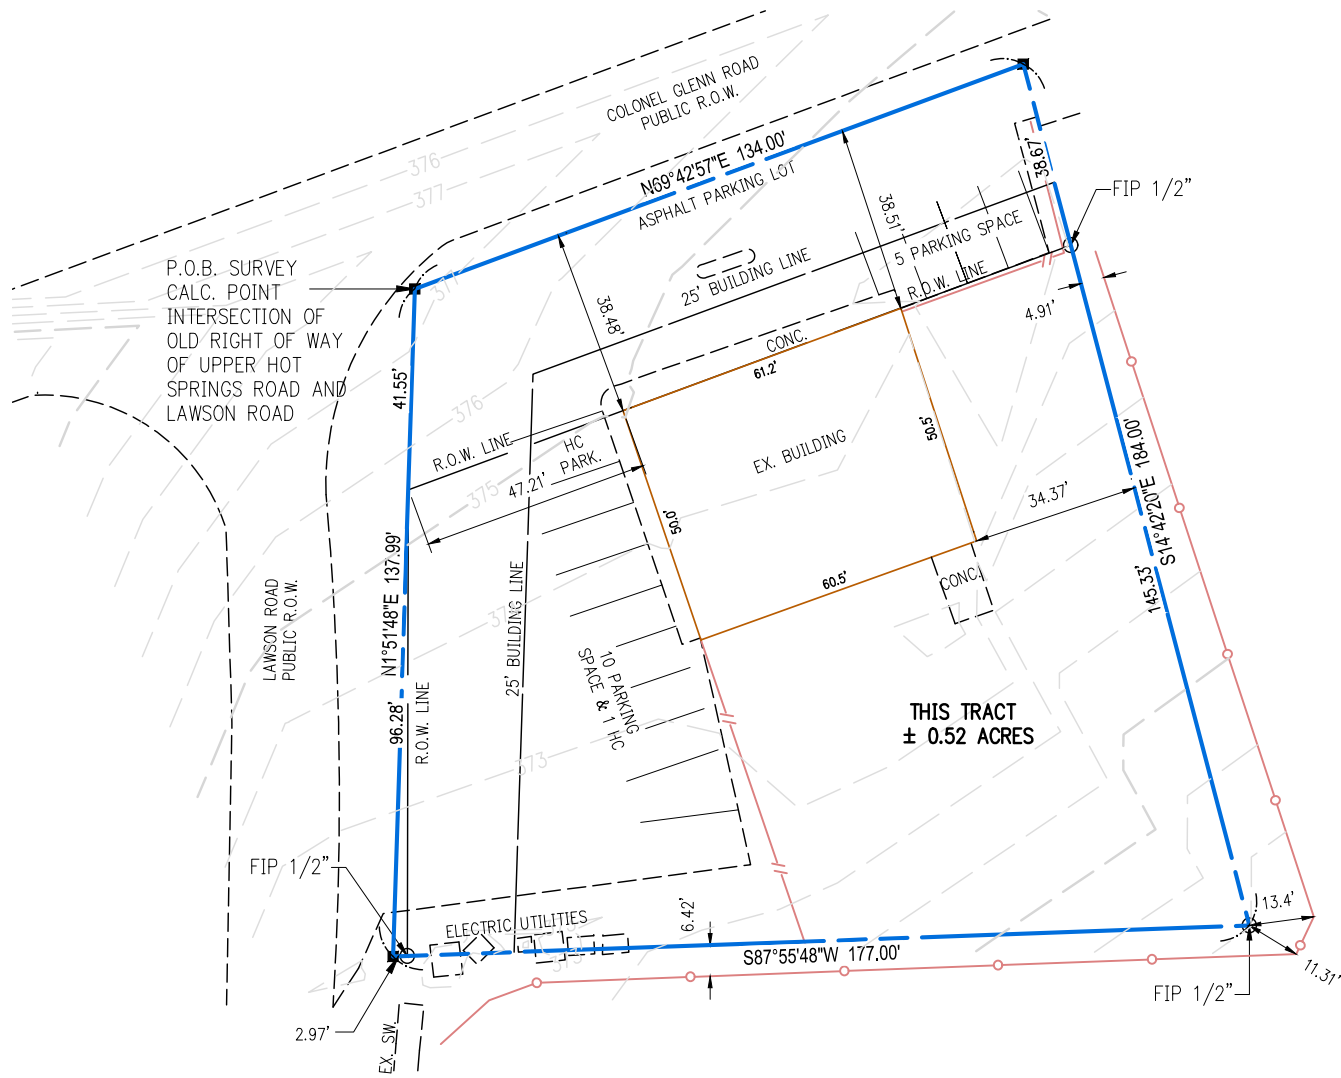 COLONEL GLENN ROAD
PUBLIC R.O.W.
376
377
377
N69°42'57"E 134.00'
ASPHALT PARKING LOT
38.67'
FIP 1/2"
38.51'
5 PARKING SPACE
R.O.W. LINE
25' BUILDING LINE
4.91'
P.O.B. SURVEY
CALC. POINT
INTERSECTION OF
OLD RIGHT OF WAY
OF UPPER HOT
SPRINGS ROAD AND
LAWSON ROAD
38.48'
CONC.
61.2'
41.55'
376
R.O.W. LINE
HC
PARK.
47.21'
375
EX. BUILDING
50.5'
50.0'
60.5'
34.37'
CONC.
S14°42'20"E 184.00'
145.33'
N1°51'48"E 137.99'
25' BUILDING LINE
LAWSON ROAD
PUBLIC R.O.W.
10 PARKING
SPACE & 1 HC
96.28'
R.O.W. LINE
373
THIS TRACT
± 0.52 ACRES
FIP 1/2"
ELECTRIC UTILITIES
373
6.42'
S87°55'48"W 177.00'
13.4'
11.31'
FIP 1/2"
2.97'
EX. SW.